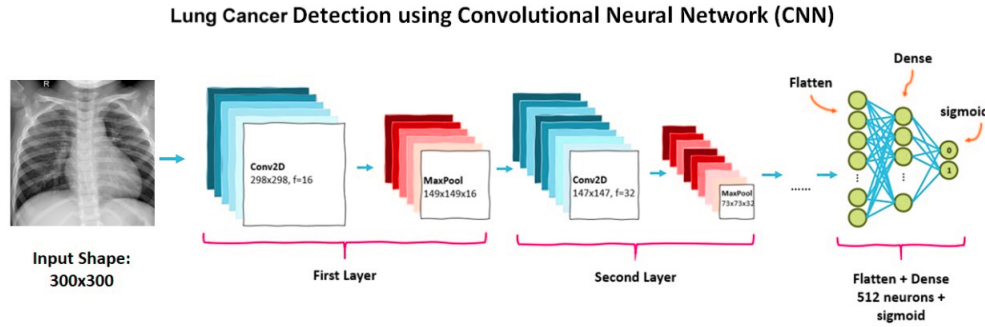 Lung Cancer Detection using Convolutional Neural Network (CNN)
R
Input Shape:
300x300
Conv2D
298x298, f=16
MaxPool
149x149x16
First Layer
Conv2D
147x147, f=32
MaxPool
73x73x32
Second Layer
......
Flatten
Dense
sigmoid
0
1
Flatten + Dense
512 neurons +
sigmoid